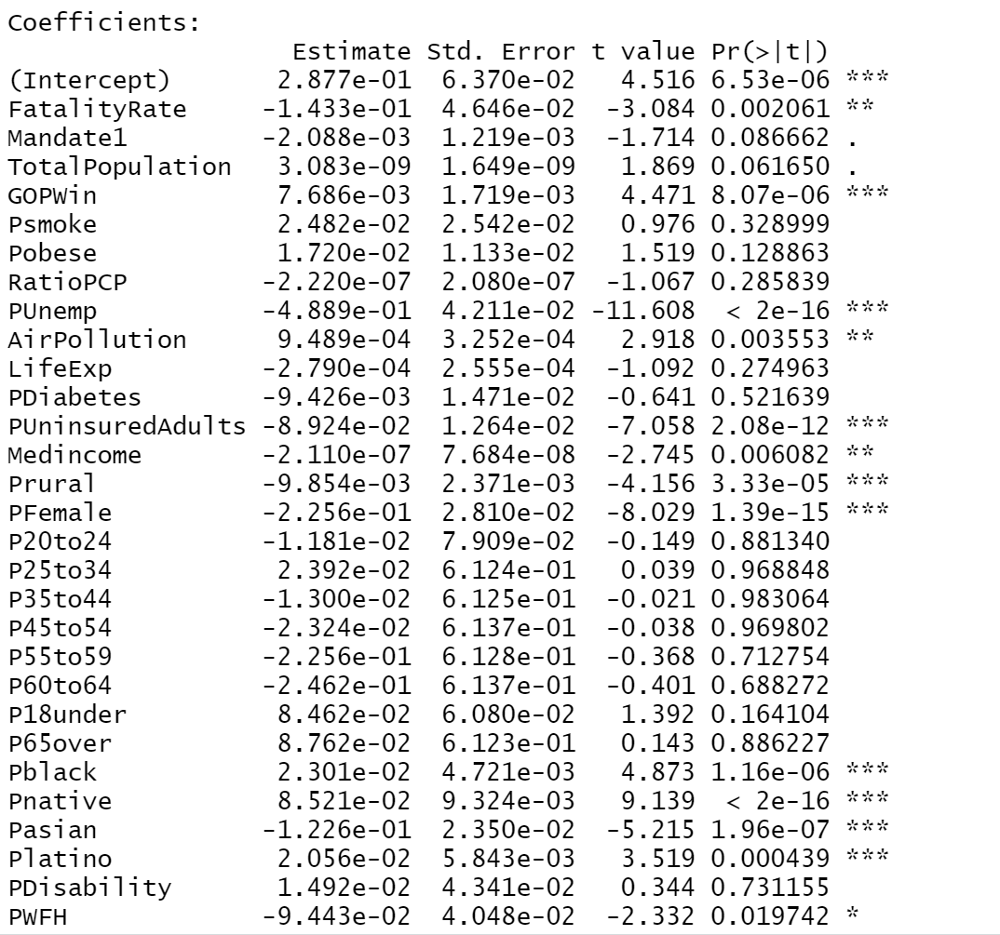 Coefficients:
                   Estimate Std. Error t value Pr(>|t|)
(Intercept)       2.877e-01  6.370e-02   4.516 6.53e-06 ***
FatalityRate     -1.433e-01  4.646e-02  -3.084 0.002061 **
Mandate1         -2.088e-03  1.219e-03  -1.714 0.086662 .
TotalPopulation   3.083e-09  1.649e-09   1.869 0.061650 .
GOPWin            7.686e-03  1.719e-03   4.471 8.07e-06 ***
Psmoke            2.482e-02  2.542e-02   0.976 0.328999
Pobese            1.720e-02  1.133e-02   1.519 0.128863
RatioPCP         -2.220e-07  2.080e-07  -1.067 0.285839
PUnemp           -4.889e-01  4.211e-02 -11.608  < 2e-16 ***
AirPollution      9.489e-04  3.252e-04   2.918 0.003553 **
LifeExp          -2.790e-04  2.555e-04  -1.092 0.274963
PDiabetes        -9.426e-03  1.471e-02  -0.641 0.521639
PUninsuredAdults -8.924e-02  1.264e-02  -7.058 2.08e-12 ***
Medincome        -2.110e-07  7.684e-08  -2.745 0.006082 **
Prural           -9.854e-03  2.371e-03  -4.156 3.33e-05 ***
PFemale          -2.256e-01  2.810e-02  -8.029 1.39e-15 ***
P20to24          -1.181e-02  7.909e-02  -0.149 0.881340
P25to34           2.392e-02  6.124e-01   0.039 0.968848
P35to44          -1.300e-02  6.125e-01  -0.021 0.983064
P45to54          -2.324e-02  6.137e-01  -0.038 0.969802
P55to59          -2.256e-01  6.128e-01  -0.368 0.712754
P60to64          -2.462e-01  6.137e-01  -0.401 0.688272
P18under          8.462e-02  6.080e-02   1.392 0.164104
P65over           8.762e-02  6.123e-01   0.143 0.886227
Pblack            2.301e-02  4.721e-03   4.873 1.16e-06 ***
Pnative           8.521e-02  9.324e-03   9.139  < 2e-16 ***
Pasian           -1.226e-01  2.350e-02  -5.215 1.96e-07 ***
Platino           2.056e-02  5.843e-03   3.519 0.000439 ***
PDisability       1.492e-02  4.341e-02   0.344 0.731155
PWFH             -9.443e-02  4.048e-02  -2.332 0.019742 *